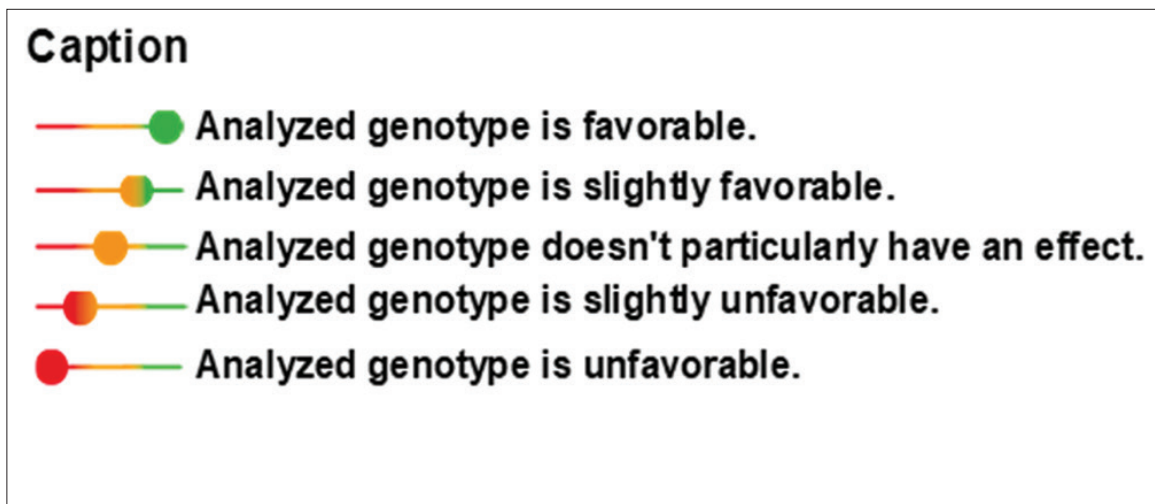 Caption
Analyzed genotype is favorable.
Analyzed genotype is slightly favorable.
Analyzed genotype doesn't particularly have an effect.
Analyzed genotype is slightly unfavorable.
Analyzed genotype is unfavorable.